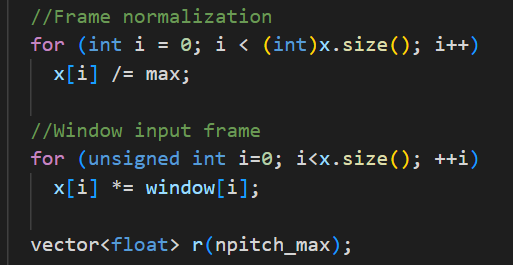 //Frame normalization
for (int i = 0; i < (int)x.size(); i++)
  x[i] /= max;
//Window input frame
for (unsigned int i=0; i<x.size(); ++i)
  x[i] *= window[i];
vector<float> r(npitch_max);